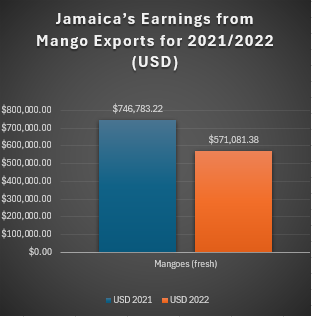 Jamaica's Earnings from
Mango Exports for 2021/2022
(USD)
$746,783.22
$571,081.38
$800,000.00
$700,000.00
$600,000.00
$500,000.00
$400,000.00
$300,000.00
$200,000.00
$100,000.00
$0.00
Mangoes (fresh)
USD 2021 USD 2022